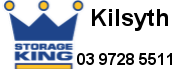 Kilsyth
STORAGE
KING
03 9728 5511